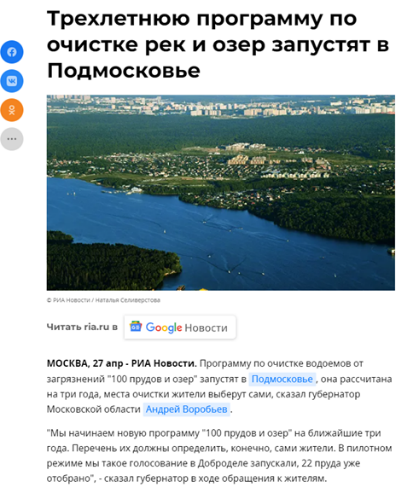 Трехлетнюю программу по
очистке рек и озер запустят в
Подмосковье
© РИА Новости / Наталья Селиверстова
Читать ria.ru в Google Новости
МОСКВА, 27 апр - РИА Новости. Программу по очистке водоемов от
загрязнений "100 прудов и озер" запустят в Подмосковье, она рассчитана
на три года, места очистки жители выберут сами, сказал губернатор
Московской области Андрей Воробьев.
"Мы начинаем новую программу "100 прудов и озер" на ближайшие три
года. Перечень их должны определить, конечно, сами жители. В пилотном
режиме мы такое голосование в Доброделе запускали, 22 пруда уже
отобрано", - сказал губернатор в ходе обращения к жителям.